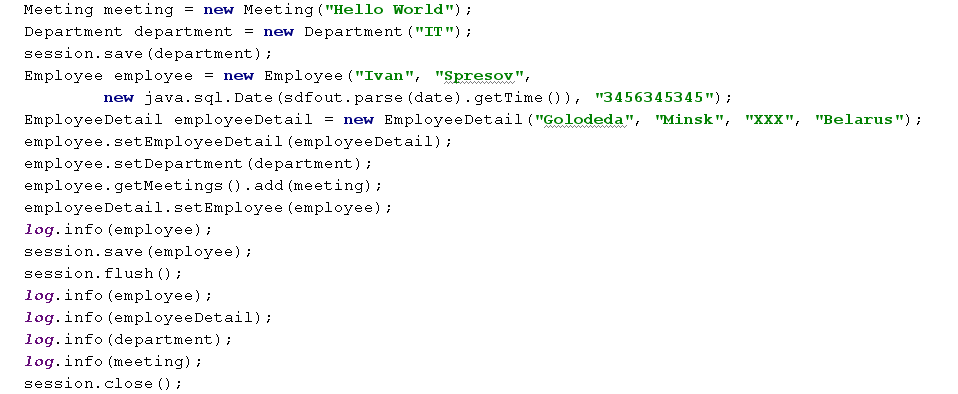 Meeting meeting = new Meeting("Hello World");
Department department = new Department("IT");
session.save(department);
Employee employee = new Employee("Ivan", "Spresov",
new java.sql.Date(sdfout.parse(date).getTime()), "3456345345");
EmployeeDetail employeeDetail = new EmployeeDetail("Golodeda", "Minsk", "XXX", "Belarus");
employee.setEmployeeDetail(employeeDetail);
employee.setDepartment(department);
employee.getMeetings().add(meeting);
employeeDetail.setEmployee(employee);
log.info(employee);
session.save(employee);
session.flush();
log.info(employee);
log.info(employeeDetail);
log.info(department);
log.info(meeting);
session.close();